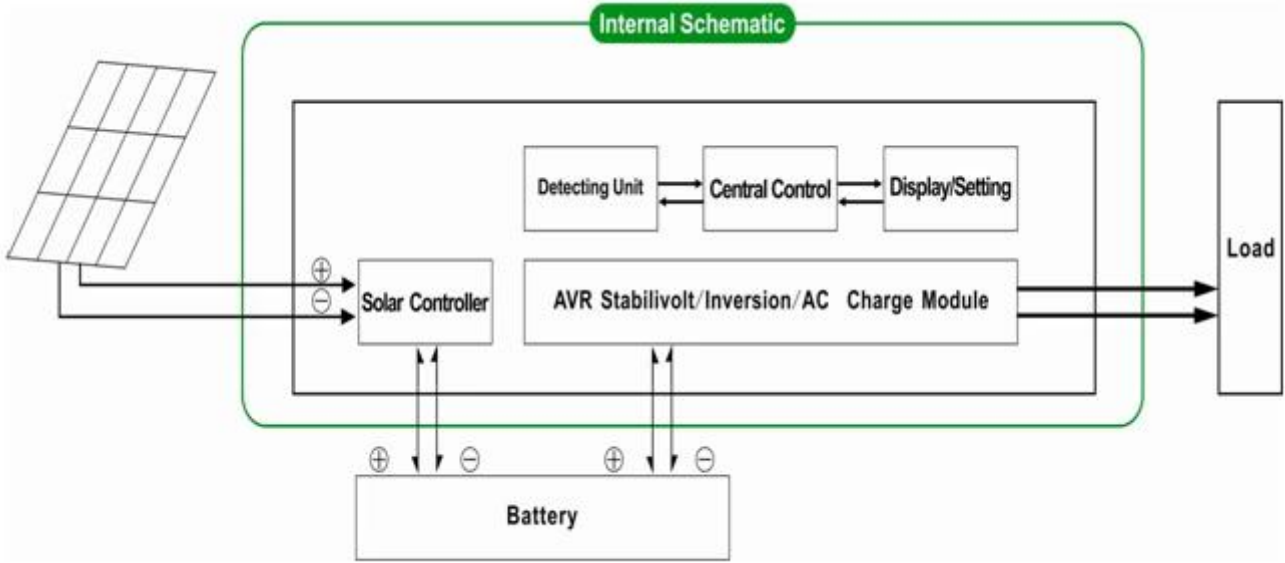 Internal Schematic
Detecting Unit
Central Control
Display/Setting
Load
+
Solar Controller
AVR Stabilivolt/Inversion/AC Charge Module
−
+
−
+
−
Battery